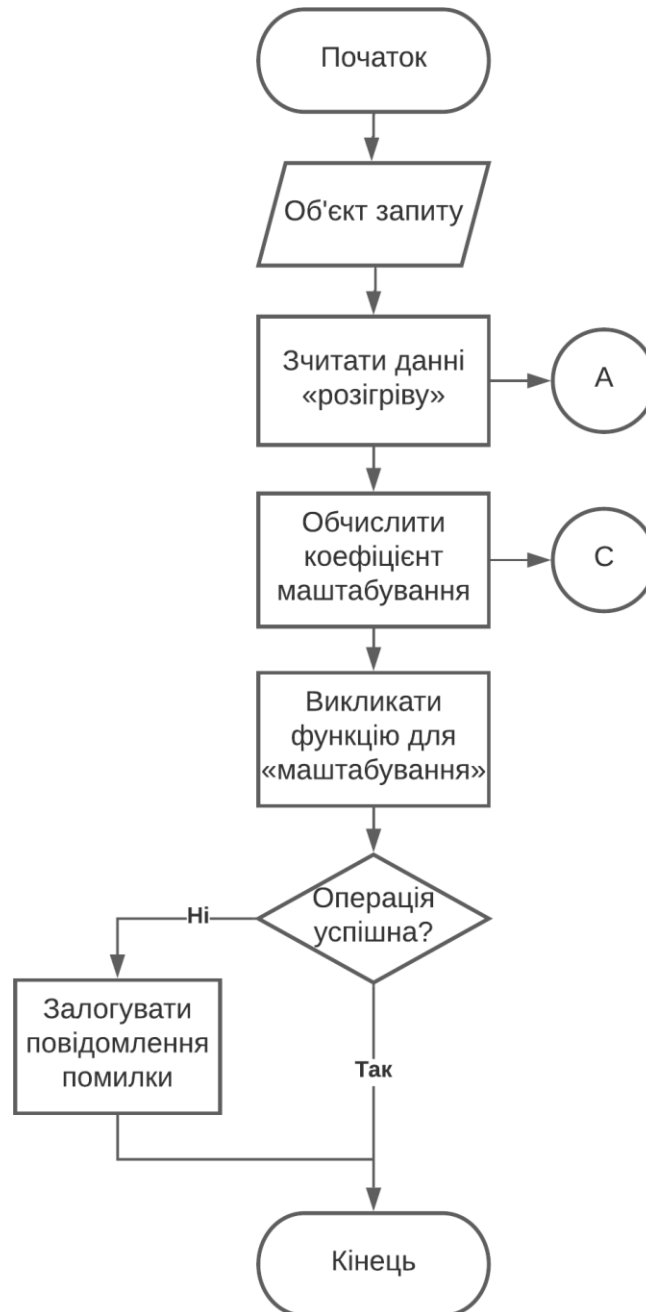 Початок
Об'єкт запиту
Зчитати данні
«розігріву»
А
Обчислити
коефіцієнт
маштабування
С
Викликати
функцію для
«маштабування»
Операція
успішна?
Ні
Залогувати
повідомлення
помилки
Так
Кінець